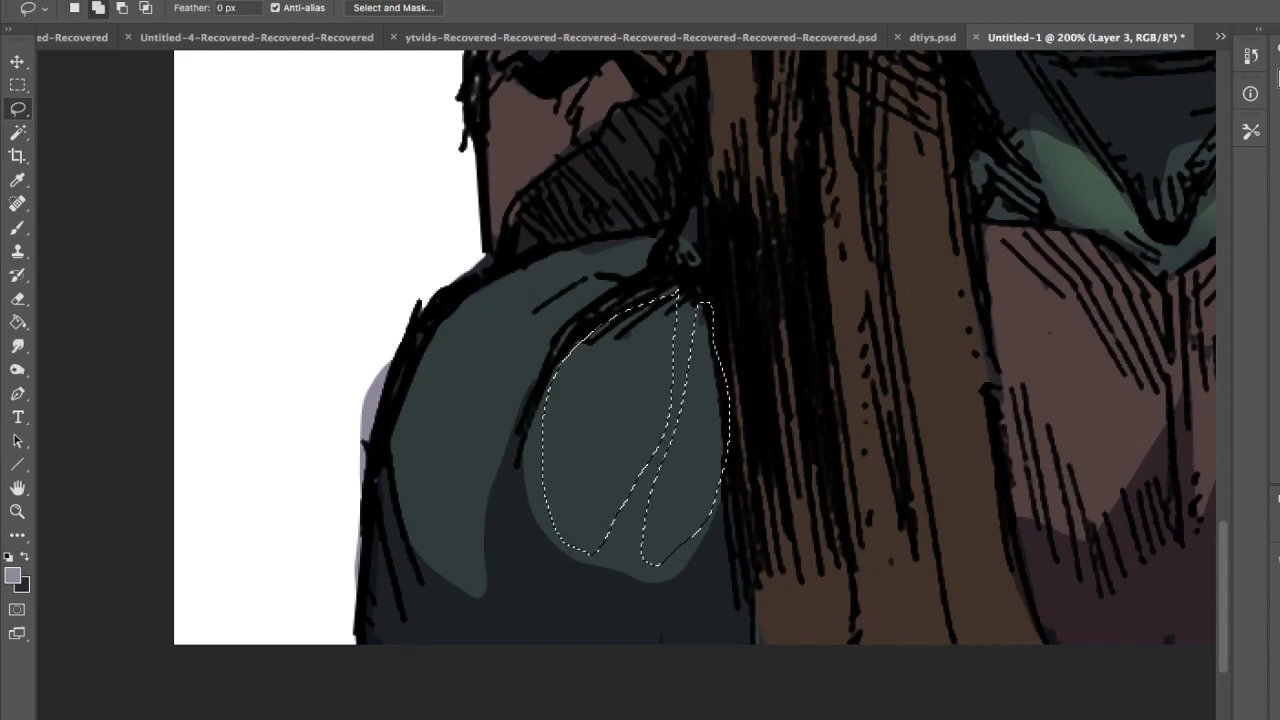 Feather: 0 px Anti-alias Select and Mask...
ed-Recovered × Untitled-4-Recovered-Recovered-Recovered × ytvids-Recovered-Recovered-Recovered-Recovered-Recovered-Recovered-Recovered.psd × dtiys.psd × Untitled-1 @ 200% (Layer 3, RGB/8*) *